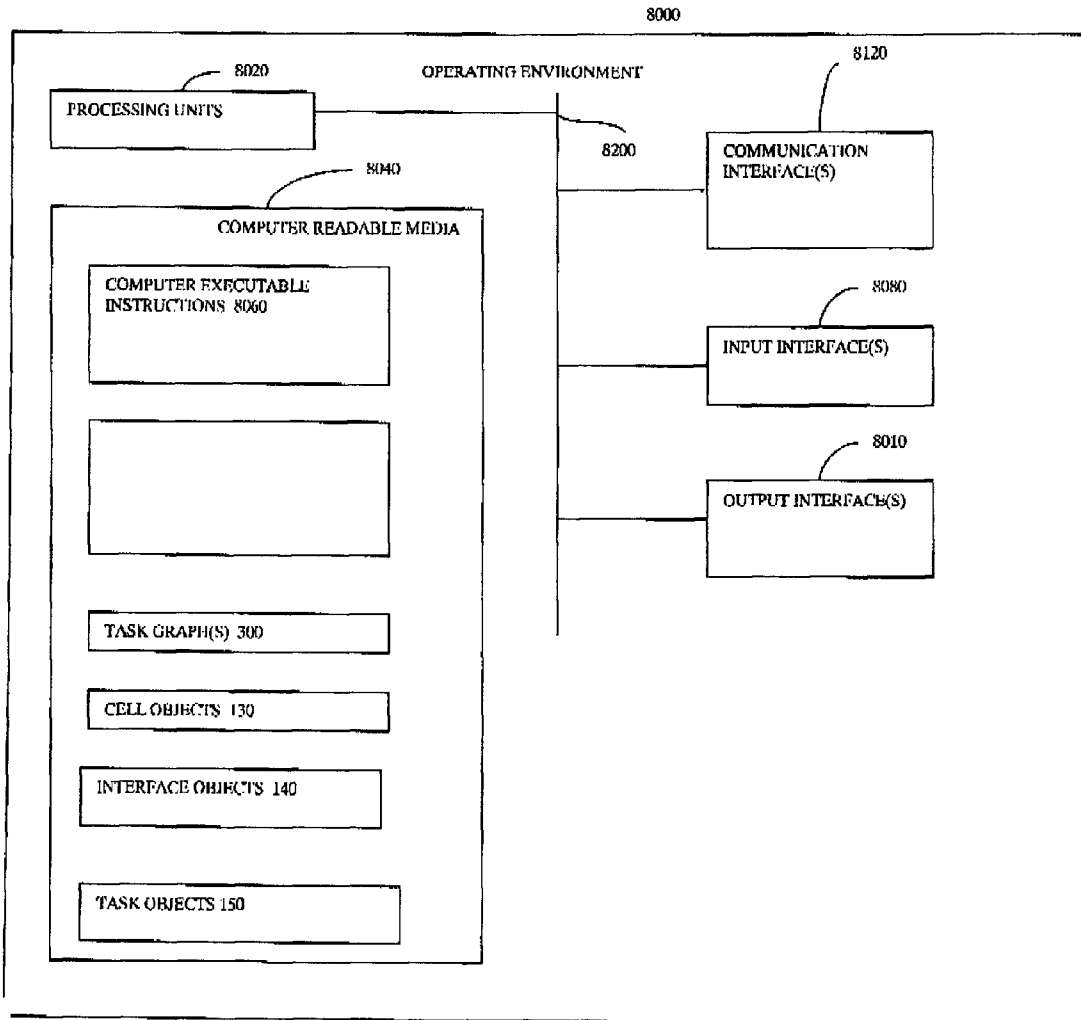 8000
OPERATING ENVIRONMENT
8020
PROCESSING UNITS
8200
8120
COMMUNICATION
INTERFACE(S)
8040
COMPUTER READABLE MEDIA
COMPUTER EXECUTABLE
INSTRUCTIONS 8060
8080
INPUT INTERFACE(S)
8010
OUTPUT INTERFACE(S)
TASK GRAPH(S) 300
CELL OBJECTS 130
INTERFACE OBJECTS 140
TASK OBJECTS 150